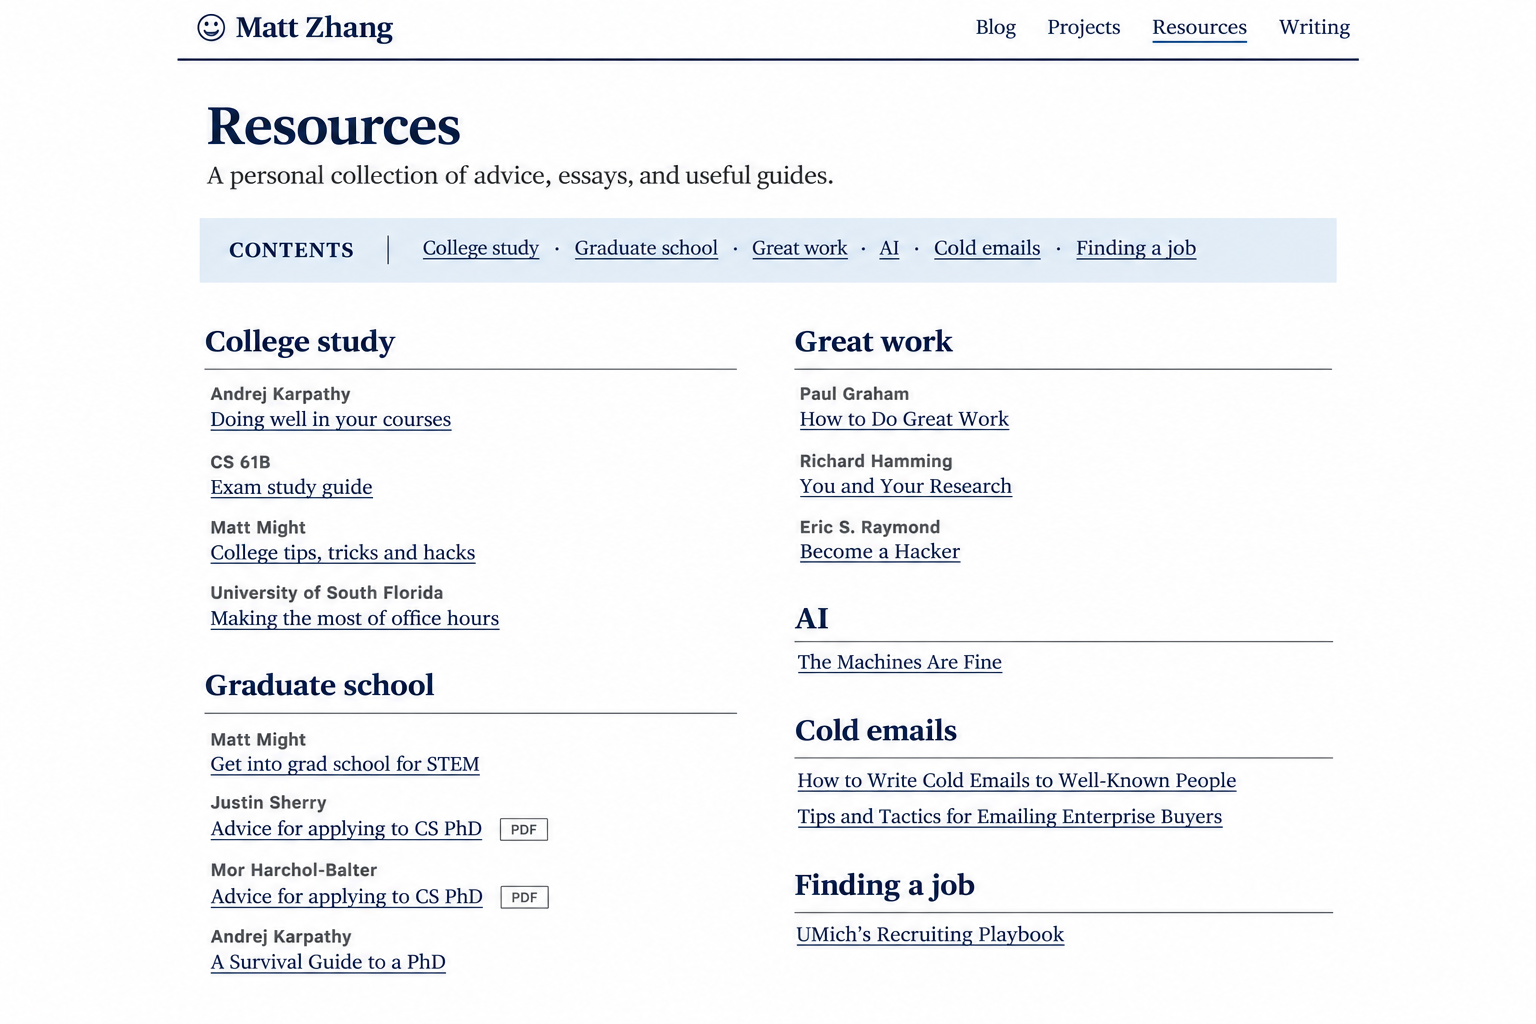 Matt Zhang
Blog Projects Resources Writing
Resources
A personal collection of advice, essays, and useful guides.
CONTENTS College study · Graduate school · Great work · AI · Cold emails · Finding a job
College study
Andrej Karpathy
Doing well in your courses
CS 61B
Exam study guide
Matt Might
College tips, tricks and hacks
University of South Florida
Making the most of office hours
Graduate school
Matt Might
Get into grad school for STEM
Justin Sherry
Advice for applying to CS PhD PDF
Mor Harchol-Balter
Advice for applying to CS PhD PDF
Andrej Karpathy
A Survival Guide to a PhD
Great work
Paul Graham
How to Do Great Work
Richard Hamming
You and Your Research
Eric S. Raymond
Become a Hacker
AI
The Machines Are Fine
Cold emails
How to Write Cold Emails to Well-Known People
Tips and Tactics for Emailing Enterprise Buyers
Finding a job
UMich’s Recruiting Playbook